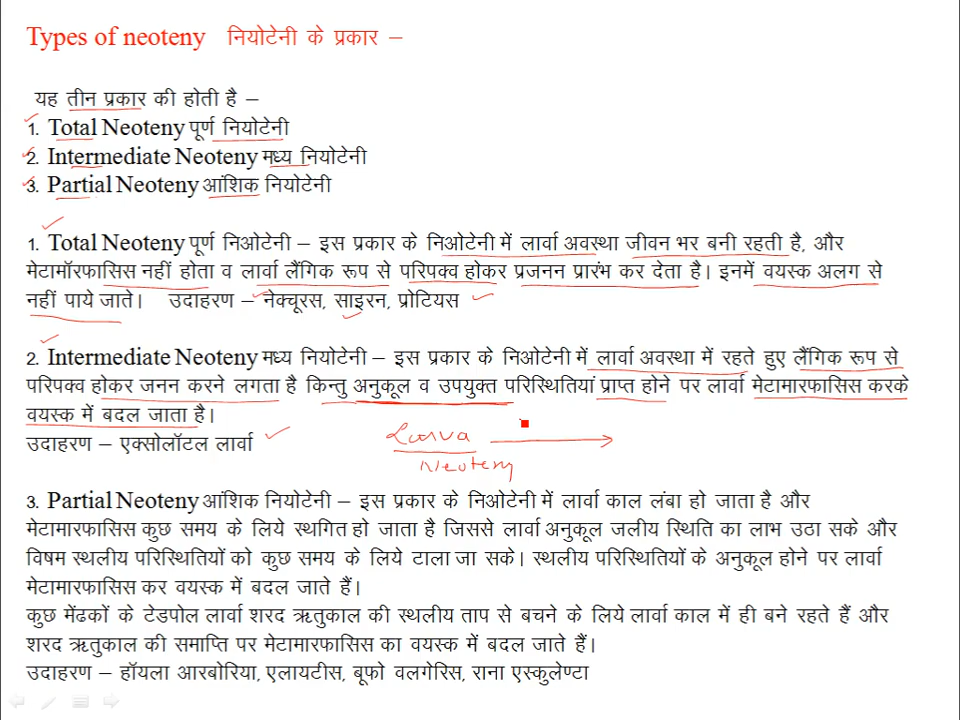 Types of neoteny नियोटेनी के प्रकार –
यह तीन प्रकार की होती है –
1. Total Neoteny पूर्ण नियोटेनी
2. Intermediate Neoteny मध्य नियोटेनी
3. Partial Neoteny आंशिक नियोटेनी
1. Total Neoteny पूर्ण निओटेनी – इस प्रकार के निओटेनी में लार्वा अवस्था जीवन भर बनी रहती है, और
मेटामॉरफासिस नहीं होता व लार्वा लैंगिक रूप से परिपक्व होकर प्रजनन प्रारंभ कर देता है। इनमें वयस्क अलग से
नहीं पाये जाते। उदाहरण – नेक्चूरस, साइरन, प्रोटियस
2. Intermediate Neoteny मध्य नियोटेनी – इस प्रकार के निओटेनी में लार्वा अवस्था में रहते हुए लैंगिक रूप से
परिपक्व होकर जनन करने लगता है किन्तु अनुकूल व उपयुक्त परिस्थितियां प्राप्त होने पर लार्वा मेटामारफासिस करके
वयस्क में बदल जाता है।
उदाहरण – एक्सोलॉटल लार्वा
Larva
Neoteny
3. Partial Neoteny आंशिक नियोटेनी – इस प्रकार के निओटेनी में लार्वा काल लंबा हो जाता है और
मेटामारफासिस कुछ समय के लिये स्थगित हो जाता है जिससे लार्वा अनुकूल जलीय स्थिति का लाभ उठा सके और
विषम स्थलीय परिस्थितियों को कुछ समय के लिये टाला जा सके। स्थलीय परिस्थितियों के अनुकूल होने पर लार्वा
मेटामारफासिस कर वयस्क में बदल जाते हैं।
कुछ मेंढकों के टेडपोल लार्वा शरद ऋतुकाल की स्थलीय ताप से बचने के लिये लार्वा काल में ही बने रहते हैं और
शरद ऋतुकाल की समाप्ति पर मेटामारफासिस का वयस्क में बदल जाते हैं।
उदाहरण – हॉयला आरबोरिया, एलायटीस, बूफो वलगेरिस, राना एस्कुलेण्टा